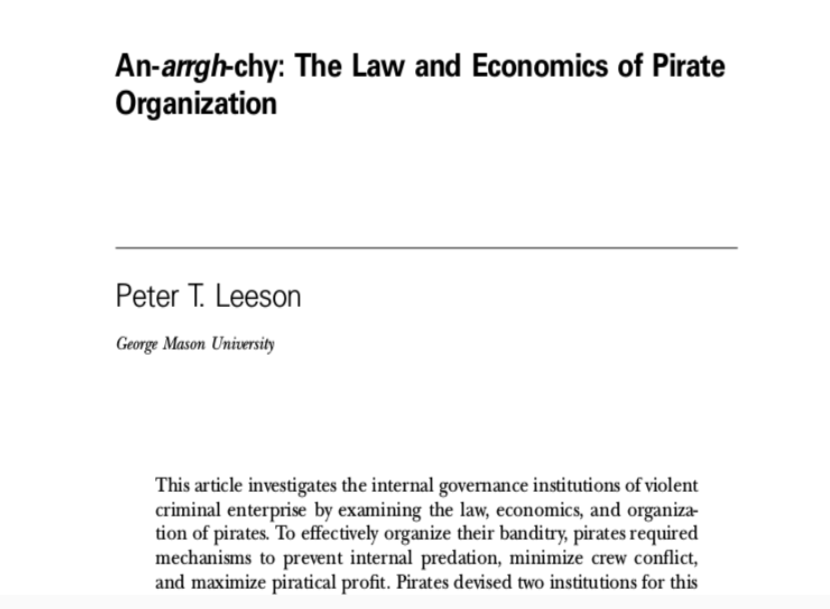 An-arrgh-chy: The Law and Economics of Pirate
Organization
Peter T. Leeson
George Mason University
This article investigates the internal governance institutions of violent
criminal enterprise by examining the law, economics, and organiza-
tion of pirates. To effectively organize their banditry, pirates required
mechanisms to prevent internal predation, minimize crew conflict,
and maximize piratical profit. Pirates devised two institutions for this